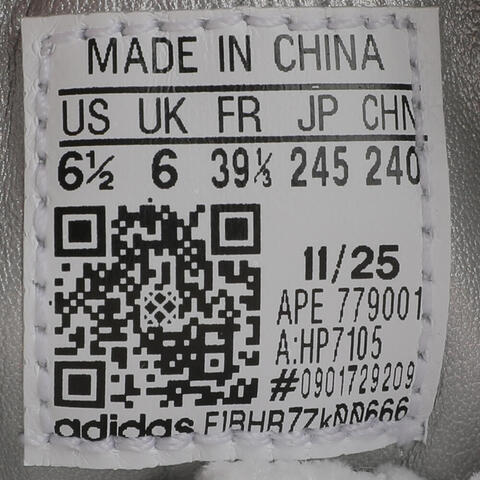 MADE IN CHINA
US UK FR JP CHN
6½ 6 39⅓ 245 240
11/25
APE 779001
A:HP7105
#0901729209
adidas